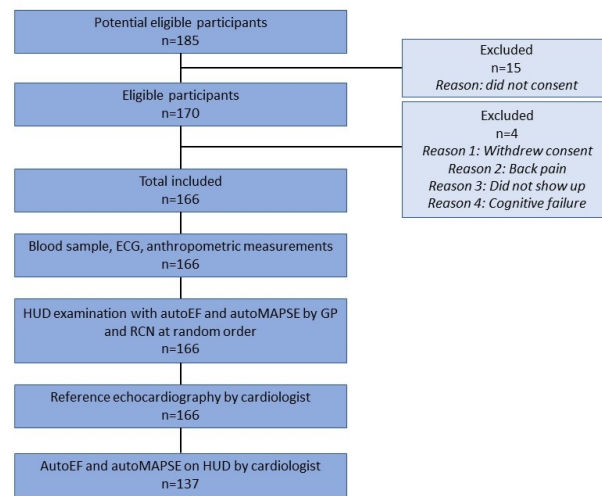 Potential eligible participants
n=185
Excluded
n=15
Reason: did not consent
Eligible participants
n=170
Excluded
n=4
Reason 1: Withdrew consent
Reason 2: Back pain
Reason 3: Did not show up
Reason 4: Cognitive failure
Total included
n=166
Blood sample, ECG, anthropometric measurements
n=166
HUD examination with autoEF and autoMAPSE by GP
and RCN at random order
n=166
Reference echocardiography by cardiologist
n=166
AutoEF and autoMAPSE on HUD by cardiologist
n=137